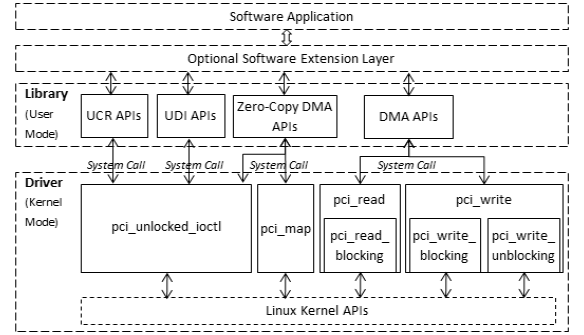 Software Application
Optional Software Extension Layer
Library
(User
Mode)
UCR APIs
UDI APIs
Zero-Copy DMA
APIs
DMA APIs
System Call
System Call
System Call
System Call
Driver
(Kernel
Mode)
pci_unlocked_ioctl
pci_map
pci_read
pci_read_
blocking
pci_write
pci_write_
blocking
pci_write_
unblocking
Linux Kernel APIs